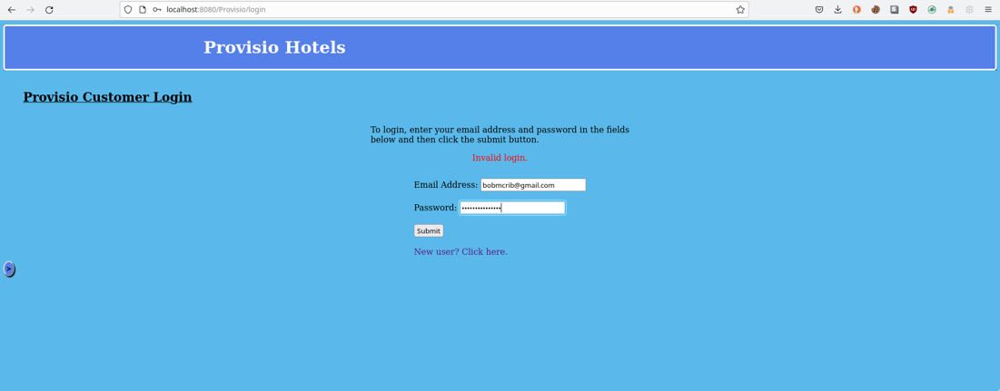 localhost:8080/Provisio/login
Provisio Hotels
Provisio Customer Login
To login, enter your email address and password in the fields
below and then click the submit button.
Invalid login.
Email Address: bobmcrib@gmail.com
Password: •••••••••••••••
Submit
New user? Click here.
>